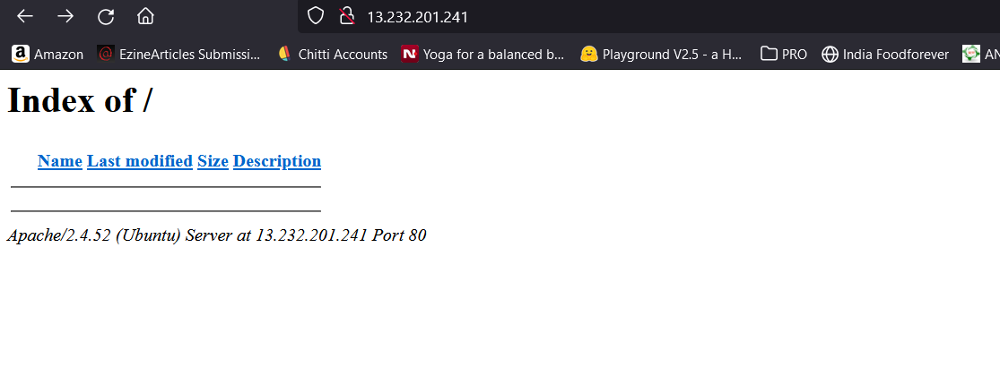 13.232.201.241
Amazon EzineArticles Submissi... Chitti Accounts Yoga for a balanced b... Playground V2.5 - a H... PRO India Foodforever AN
Index of /
Name Last modified Size Description
Apache/2.4.52 (Ubuntu) Server at 13.232.201.241 Port 80